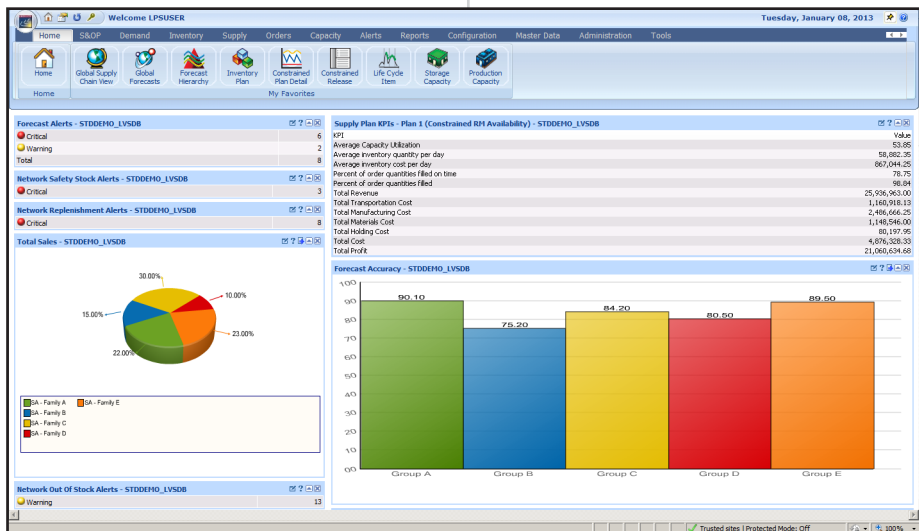 Welcome LPSUSER
Tuesday, January 08, 2013
Home S&OP Demand Inventory Supply Orders Capacity Alerts Reports Configuration Master Data Administration Tools
Home
Global Supply Chain View
Global Forecasts
Forecast Hierarchy
Inventory Plan
Constrained Plan Detail
Constrained Release
Life Cycle Item
Storage Capacity
Production Capacity
Home
My Favorites
Forecast Alerts - STDDEMO_LVSDB
Critical 6
Warning 2
Total 8
Network Safety Stock Alerts - STDDEMO_LVSDB
Critical 3
Network Replenishment Alerts - STDDEMO_LVSDB
Critical 8
Total Sales - STDDEMO_LVSDB
30.00%
10.00%
15.00%
23.00%
22.00%
SA - Family A SA - Family E
SA - Family B
SA - Family C
SA - Family D
Network Out Of Stock Alerts - STDDEMO_LVSDB
Warning 13
Supply Plan KPIs - Plan 1 (Constrained RM Availability) - STDDEMO_LVSDB
KPI Value
Average Capacity Utilization 53.85
Average inventory quantity per day 58,882.35
Average inventory cost per day 867,044.25
Percent of order quantities filled on time 78.75
Percent of order quantities filled 98.84
Total Revenue 25,936,963.00
Total Transportation Cost 1,160,918.13
Total Manufacturing Cost 2,486,666.25
Total Materials Cost 1,148,546.00
Total Holding Cost 80,197.95
Total Cost 4,876,328.33
Total Profit 21,060,634.68
Forecast Accuracy - STDDEMO_LVSDB
100
90
80
70
60
50
40
30
20
10
00
90.10
75.20
84.20
80.50
89.50
Group A Group B Group C Group D Group E
Trusted sites | Protected Mode: Off
100%